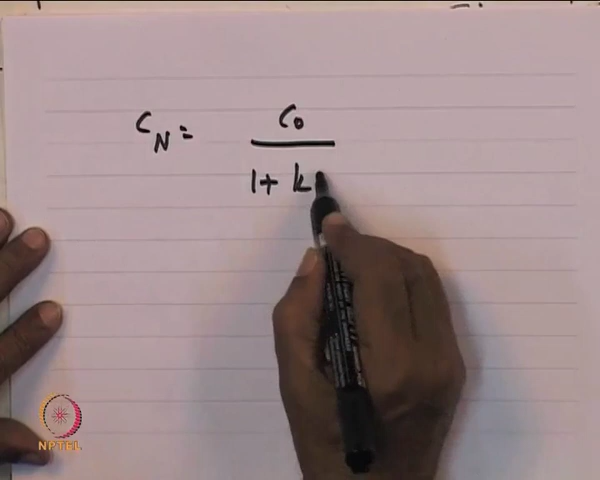 C_N = C_0
1 + k
NPTEL